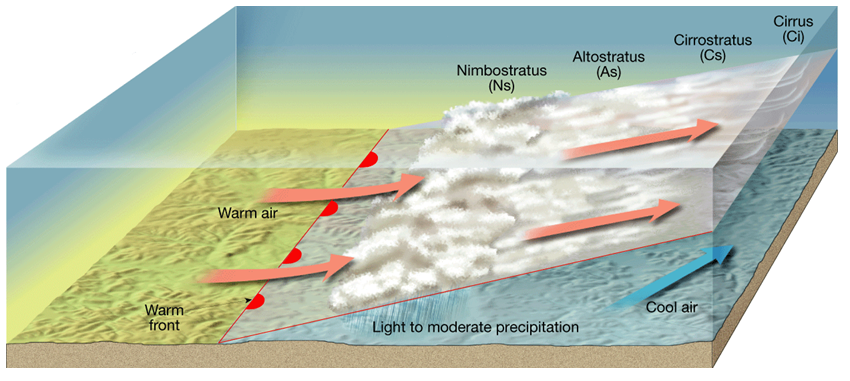 Cirrus
(Ci)
Cirrostratus
(Cs)
Altostratus
(As)
Nimbostratus
(Ns)
Warm air
Warm
front
Cool air
Light to moderate precipitation